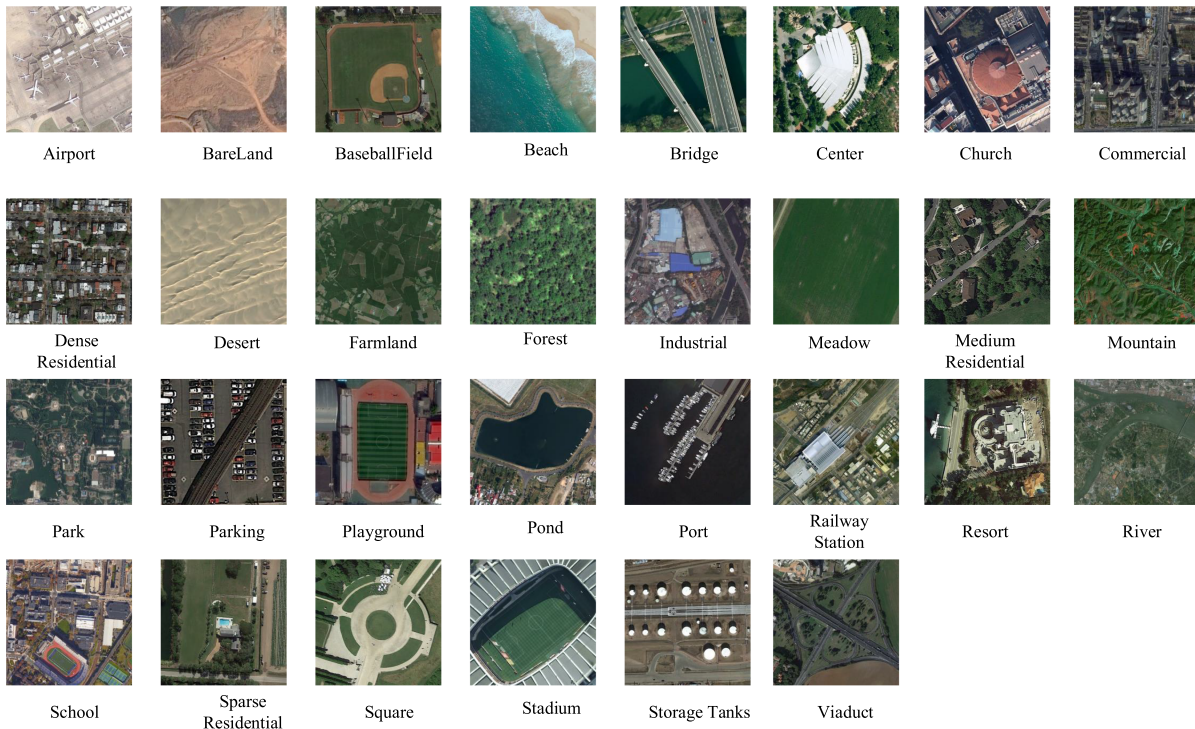 Airport
BareLand
BaseballField
Beach
Bridge
Center
Church
Commercial
Dense
Residential
Desert
Farmland
Forest
Industrial
Meadow
Medium
Residential
Mountain
Park
Parking
Playground
Pond
Port
Railway
Station
Resort
River
School
Sparse
Residential
Square
Stadium
Storage Tanks
Viaduct